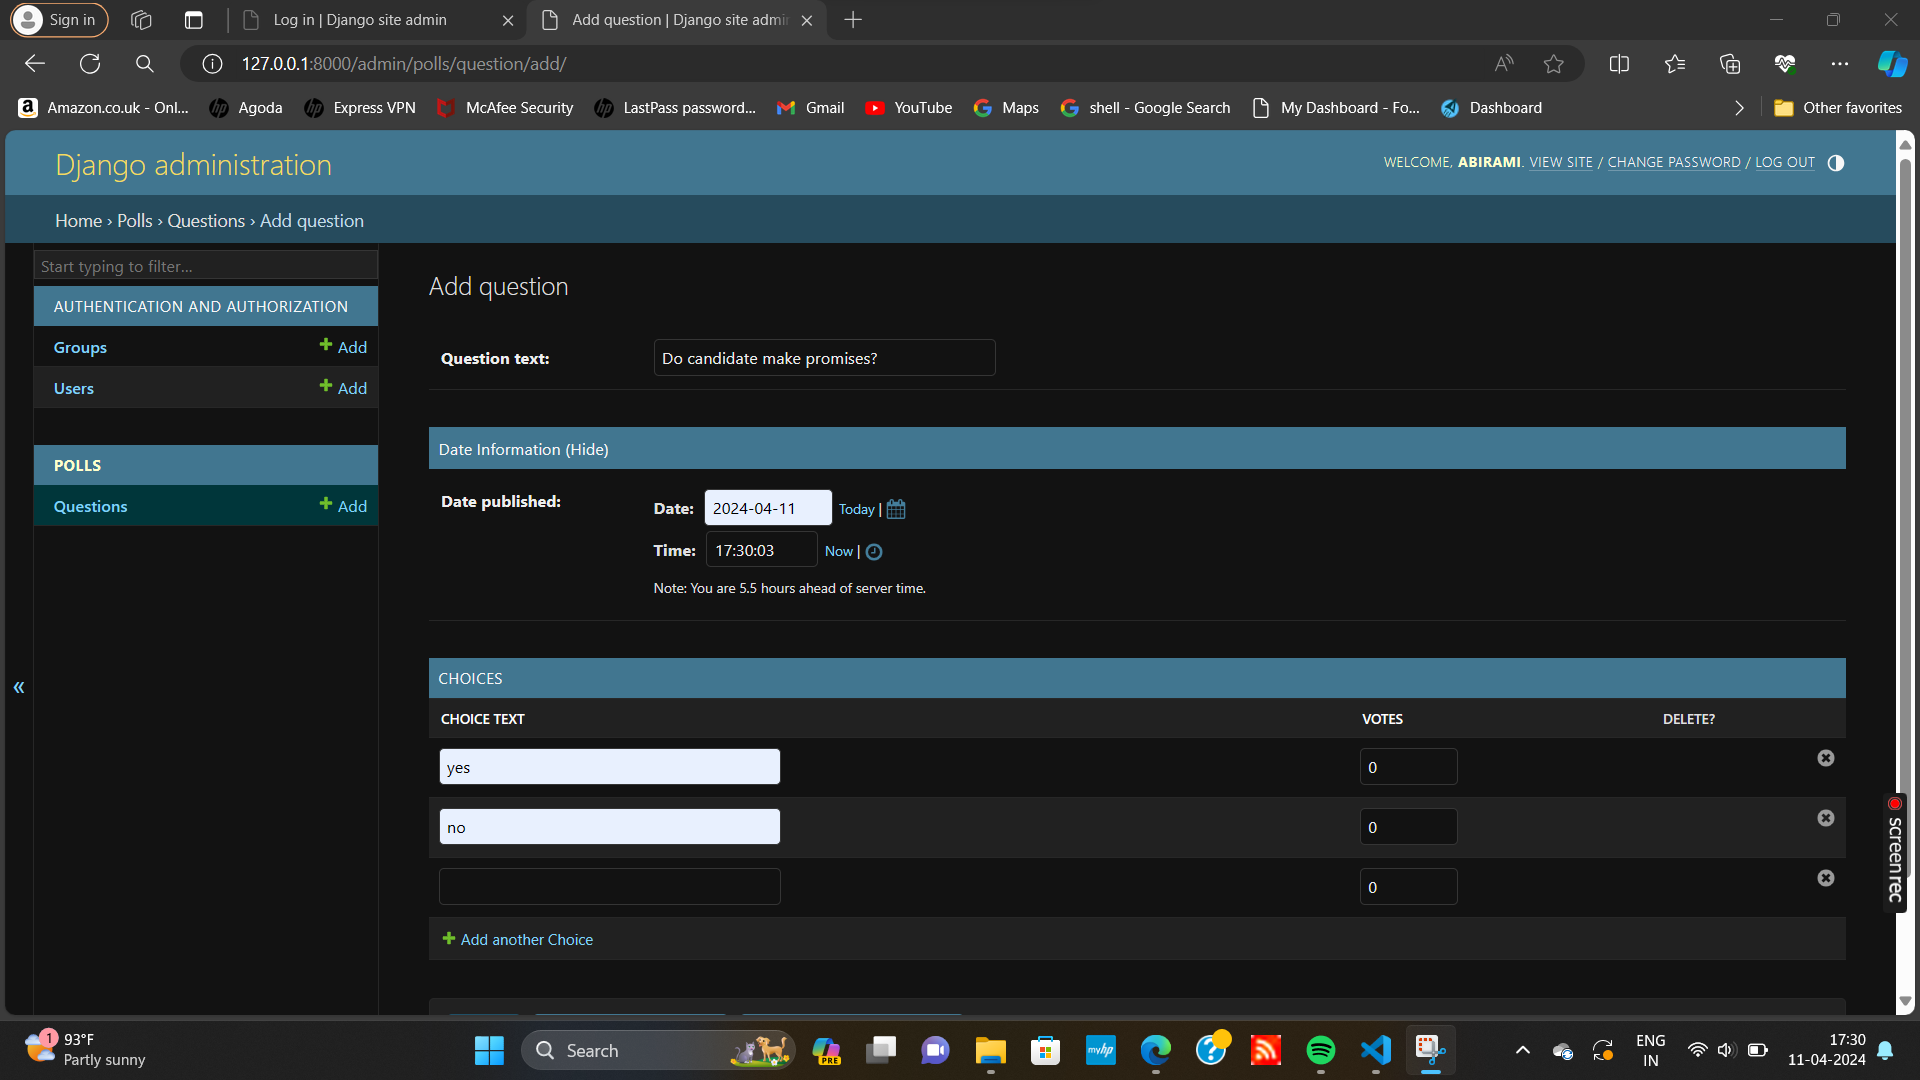 Sign in
Log in | Django site admin
Add question | Django site admin
127.0.0.1:8000/admin/polls/question/add/
Amazon.co.uk - Onl...
Agoda
Express VPN
McAfee Security
LastPass password...
Gmail
YouTube
Maps
shell - Google Search
My Dashboard - Fo...
Dashboard
Other favorites
Django administration
WELCOME, ABIRAMI. VIEW SITE / CHANGE PASSWORD / LOG OUT
Home › Polls › Questions › Add question
Start typing to filter...
AUTHENTICATION AND AUTHORIZATION
Groups
+ Add
Users
+ Add
POLLS
Questions
+ Add
«
Add question
Question text:
Do candidate make promises?
Date Information (Hide)
Date published:
Date: 2024-04-11 Today |
Time: 17:30:03 Now |
Note: You are 5.5 hours ahead of server time.
CHOICES
CHOICE TEXT VOTES DELETE?
yes 0
no 0
0
+ Add another Choice
screenrec
1
93°F
Partly sunny
Search
PRE
myhp
?
ENG
IN
17:30
11-04-2024